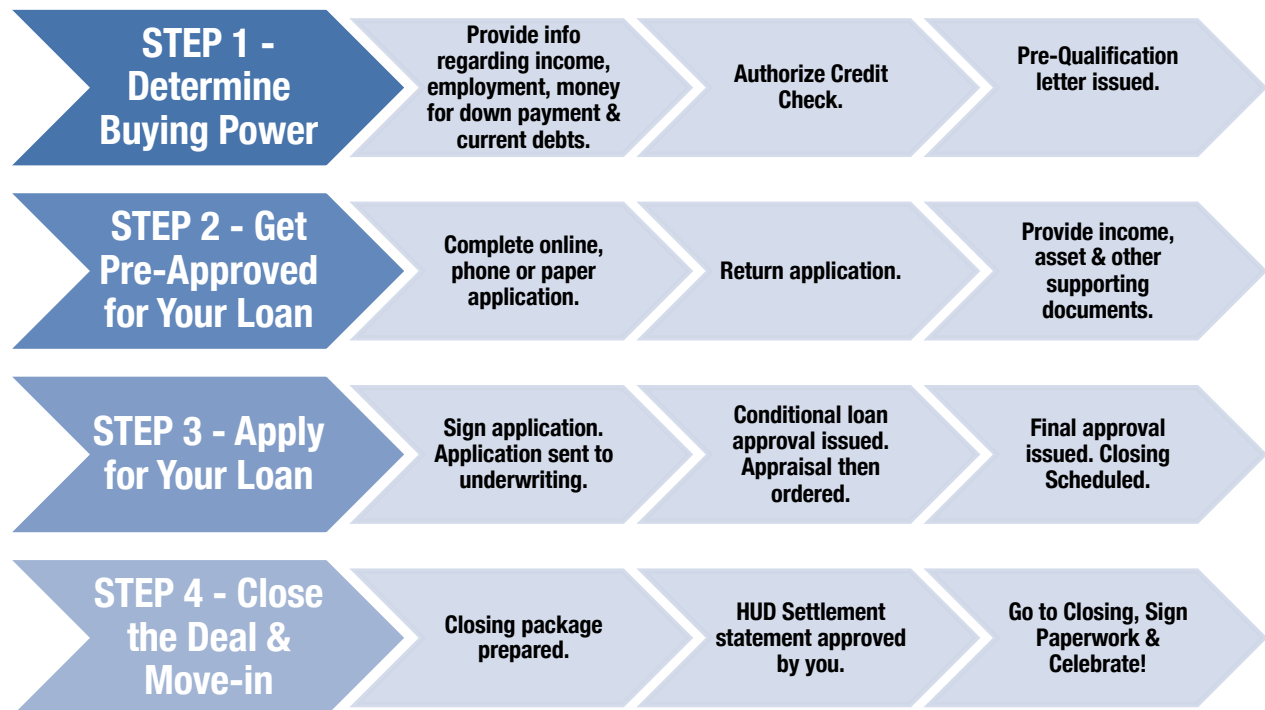 STEP 1 -
Determine
Buying Power
Provide info
regarding income,
employment, money
for down payment &
current debts.
Authorize Credit
Check.
Pre-Qualification
letter issued.
STEP 2 - Get
Pre-Approved
for Your Loan
Complete online,
phone or paper
application.
Return application.
Provide income,
asset & other
supporting
documents.
STEP 3 - Apply
for Your Loan
Sign application.
Application sent to
underwriting.
Conditional loan
approval issued.
Appraisal then
ordered.
Final approval
issued. Closing
Scheduled.
STEP 4 - Close
the Deal &
Move-in
Closing package
prepared.
HUD Settlement
statement approved
by you.
Go to Closing, Sign
Paperwork &
Celebrate!